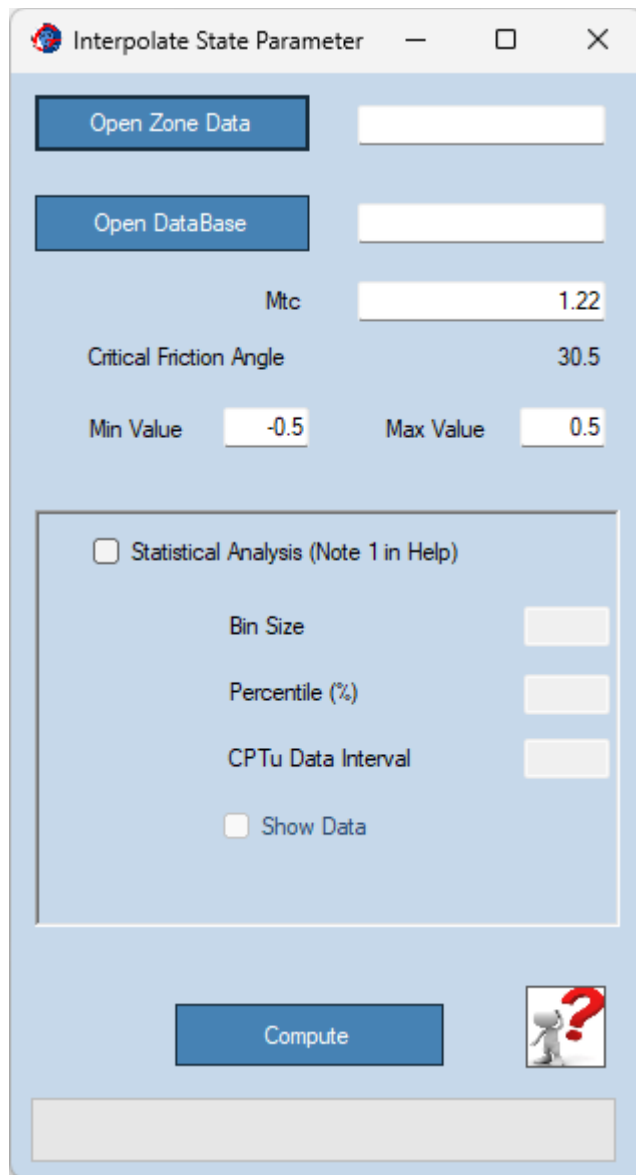 Interpolate State Parameter
Open Zone Data
Open DataBase
Mtc 1.22
Critical Friction Angle 30.5
Min Value -0.5 Max Value 0.5
Statistical Analysis (Note 1 in Help)
Bin Size
Percentile (%)
CPTu Data Interval
Show Data
Compute
?